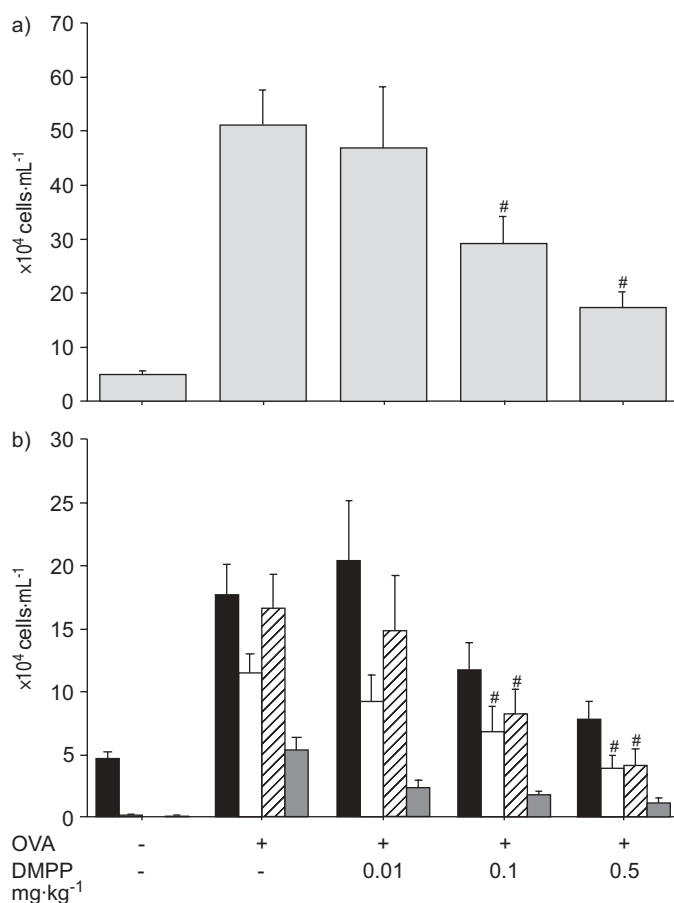 a)
70
60
50
40
30
20
10
0
x10⁴ cells·mL⁻¹
#
#
b)
30
25
20
15
10
5
0
x10⁴ cells·mL⁻¹
# #
# #
OVA - + + + +
DMPP - - 0.01 0.1 0.5
mg·kg⁻¹